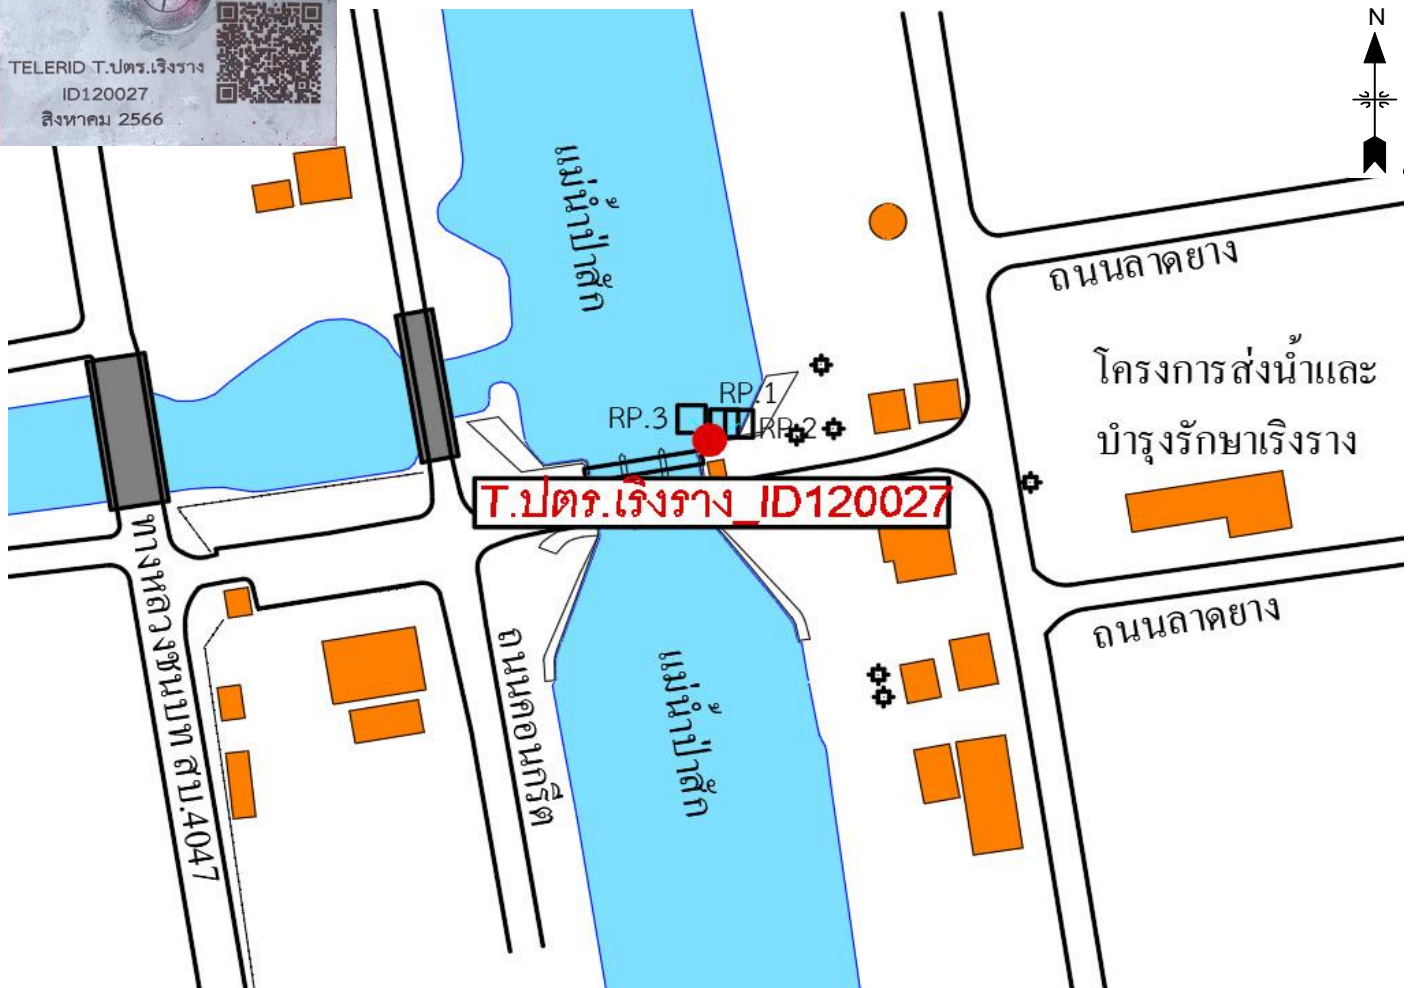 TELERID T.ปตร.เริงราง
ID120027
สิงหาคม 2566
N
แม่น้ำป่าสัก
ถนนลาดยาง
โครงการส่งน้ำและ
บำรุงรักษาเริงราง
RP.1
RP.3
RP.2
T.ปตร.เริงราง_ID120027
ทางหลวงชนบท สบ.4047
ถนนคอนกรีต
แม่น้ำป่าสัก
ถนนลาดยาง